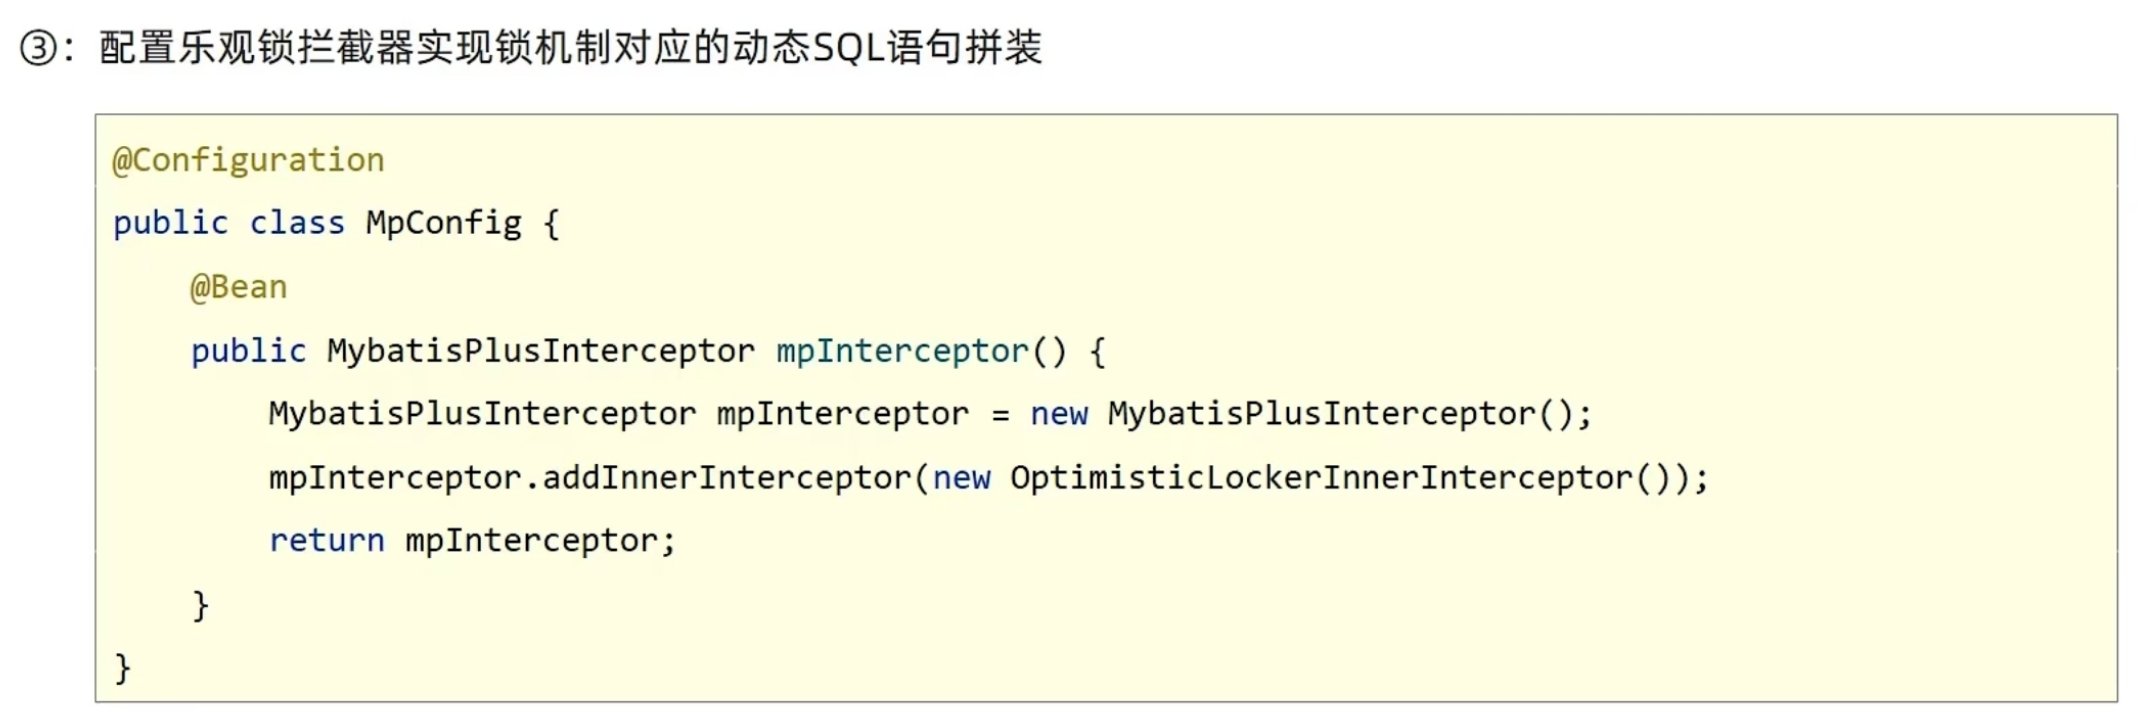 ③：配置乐观锁拦截器实现锁机制对应的动态SQL语句拼装
@Configuration
public class MpConfig {
    @Bean
    public MybatisPlusInterceptor mpInterceptor() {
        MybatisPlusInterceptor mpInterceptor = new MybatisPlusInterceptor();
        mpInterceptor.addInnerInterceptor(new OptimisticLockerInnerInterceptor());
        return mpInterceptor;
    }
}